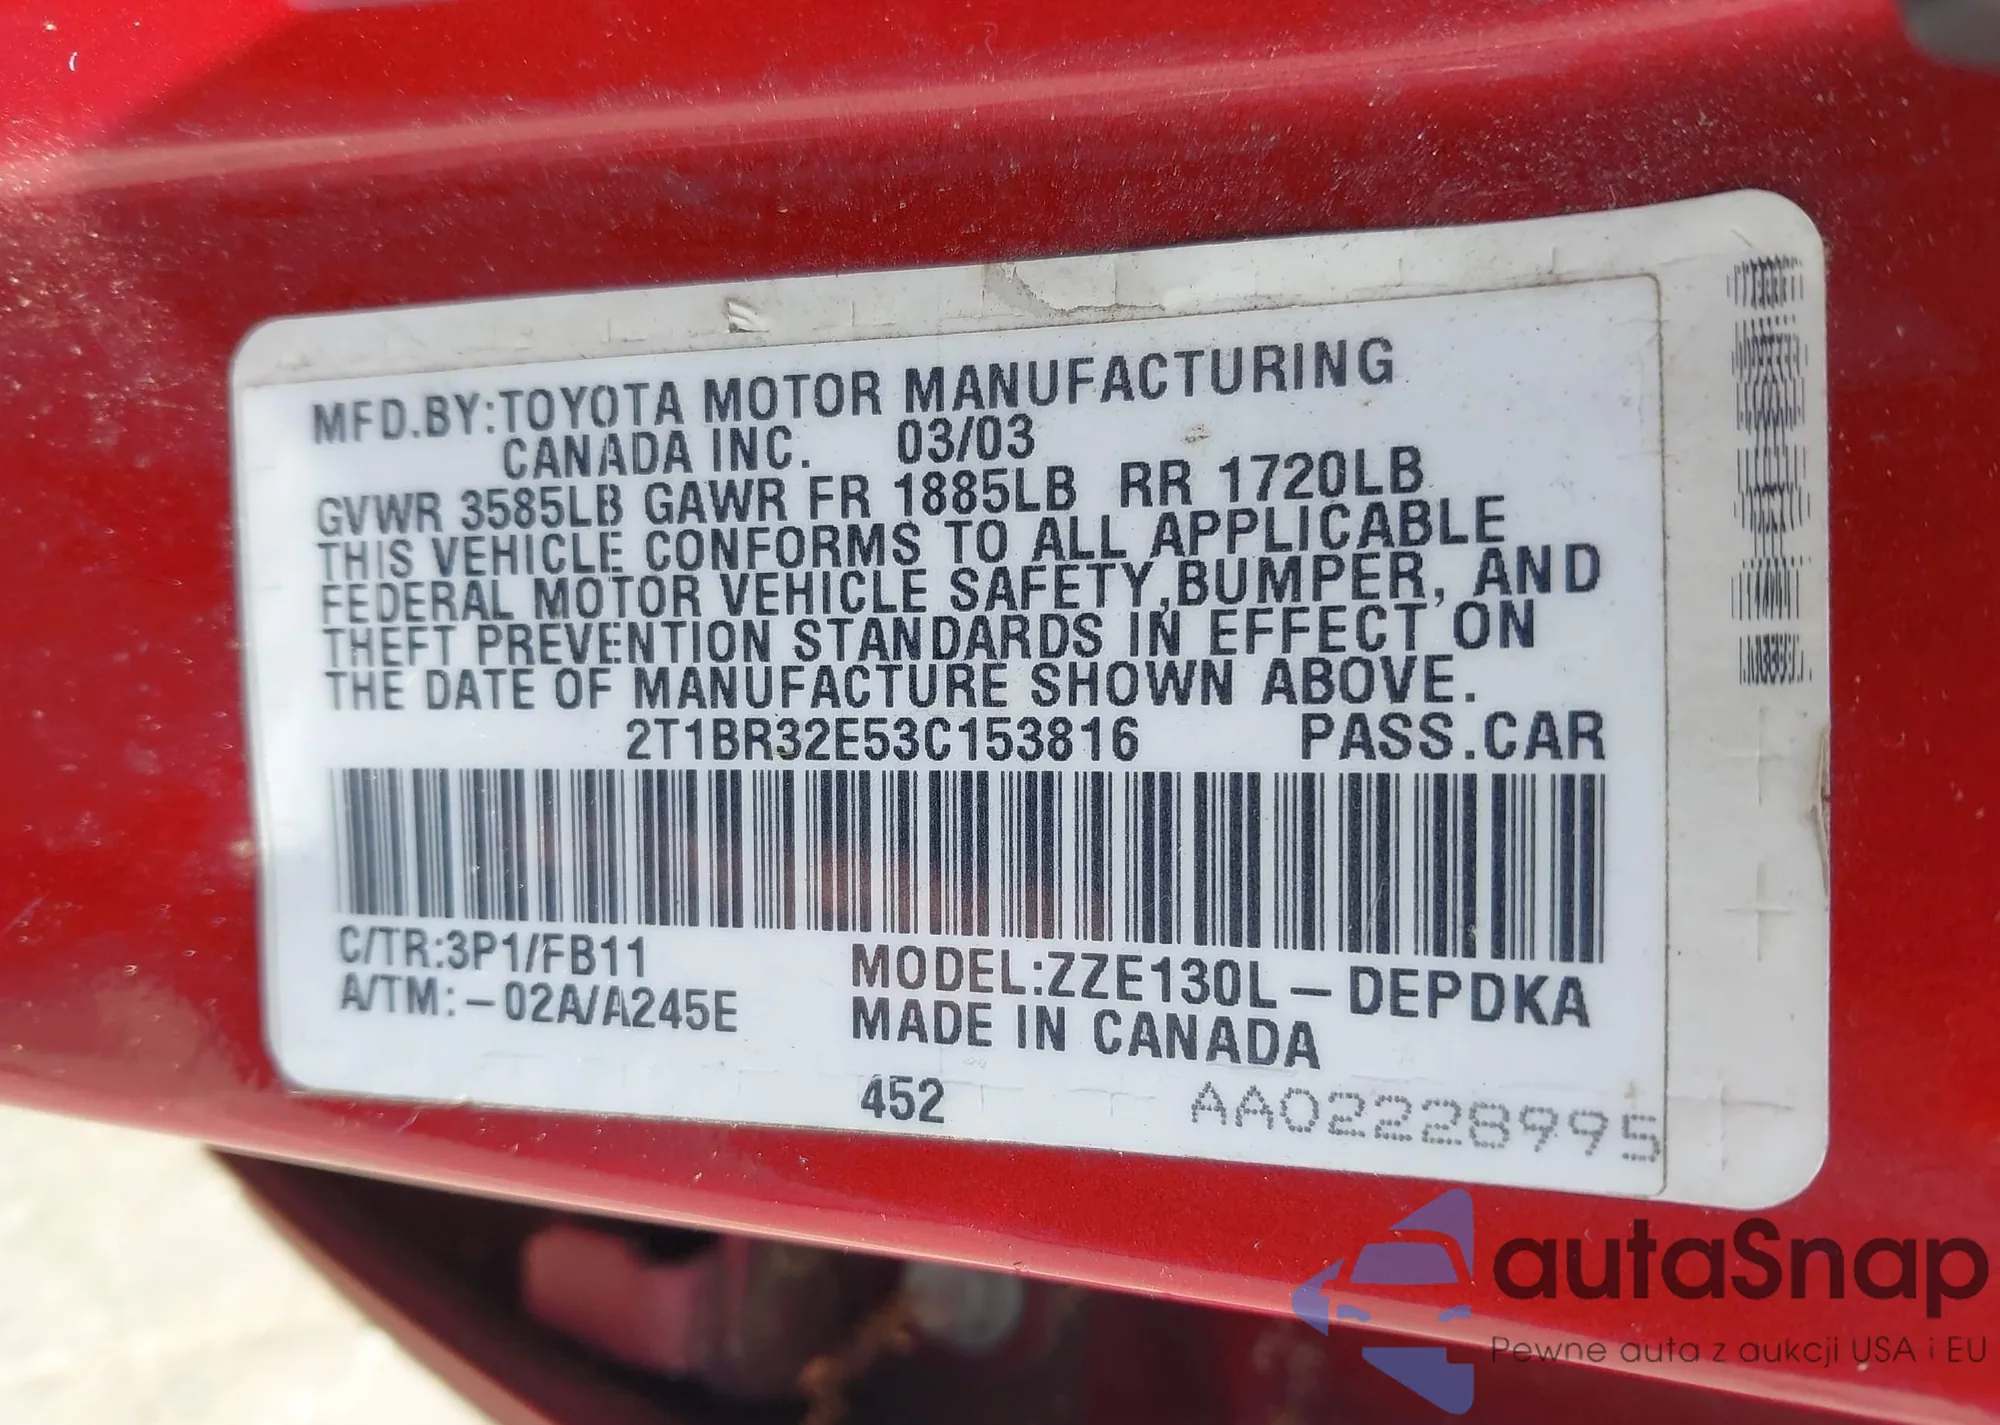 MFD.BY:TOYOTA MOTOR MANUFACTURING
CANADA INC. 03/03
GVWR 3585LB GAWR FR 1885LB RR 1720LB
THIS VEHICLE CONFORMS TO ALL APPLICABLE
FEDERAL MOTOR VEHICLE SAFETY,BUMPER, AND
THEFT PREVENTION STANDARDS IN EFFECT ON
THE DATE OF MANUFACTURE SHOWN ABOVE.
2T1BR32E53C153816 PASS.CAR
C/TR:3P1/FB11
A/TM:-02A/A245E
MODEL:ZZE130L-DEPDKA
MADE IN CANADA
452
AA02228995
autaSnap
Pewne auta z aukcji USA i EU